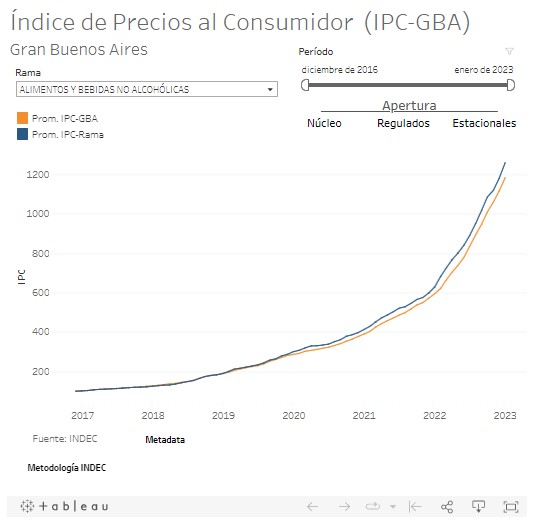 Índice de Precios al Consumidor (IPC-GBA)
Gran Buenos Aires
Período
diciembre de 2016 enero de 2023
Rama
ALIMENTOS Y BEBIDAS NO ALCOHÓLICAS
Apertura
Núcleo Regulados Estacionales
Prom. IPC-GBA
Prom. IPC-Rama
1200
1000
800
600
400
200
IPC
2017 2018 2019 2020 2021 2022 2023
Fuente: INDEC Metadata
Metodología INDEC
+ableau